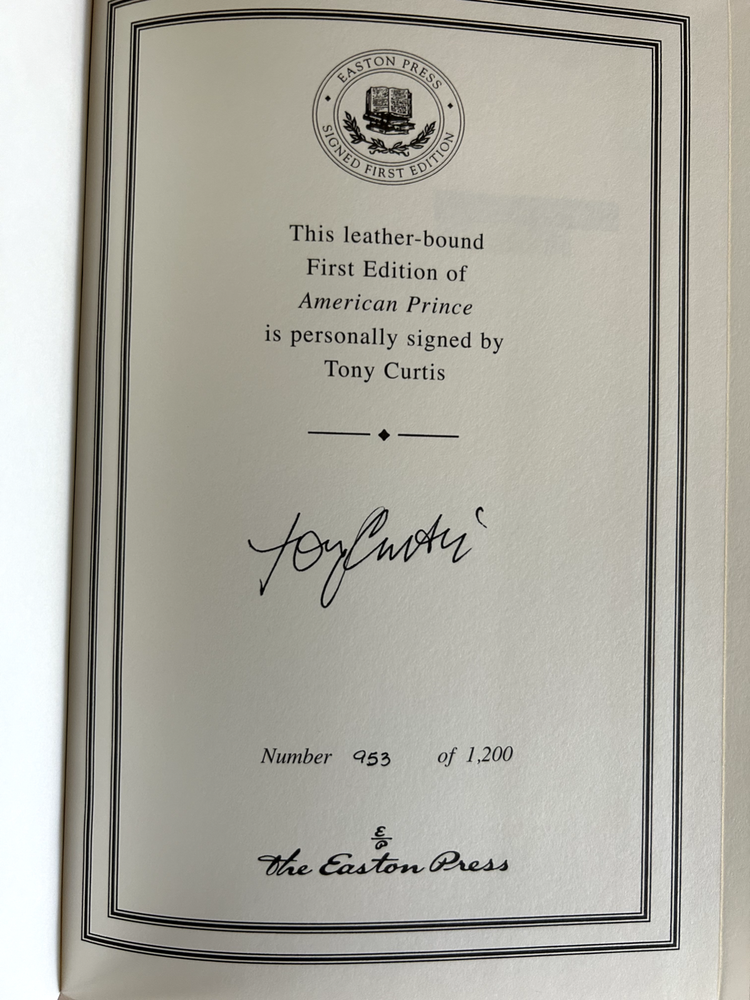 EASTON PRESS
SIGNED FIRST EDITION
This leather-bound
First Edition of
American Prince
is personally signed by
Tony Curtis
Tony Curtis
Number 953 of 1,200
E
P
The Easton Press